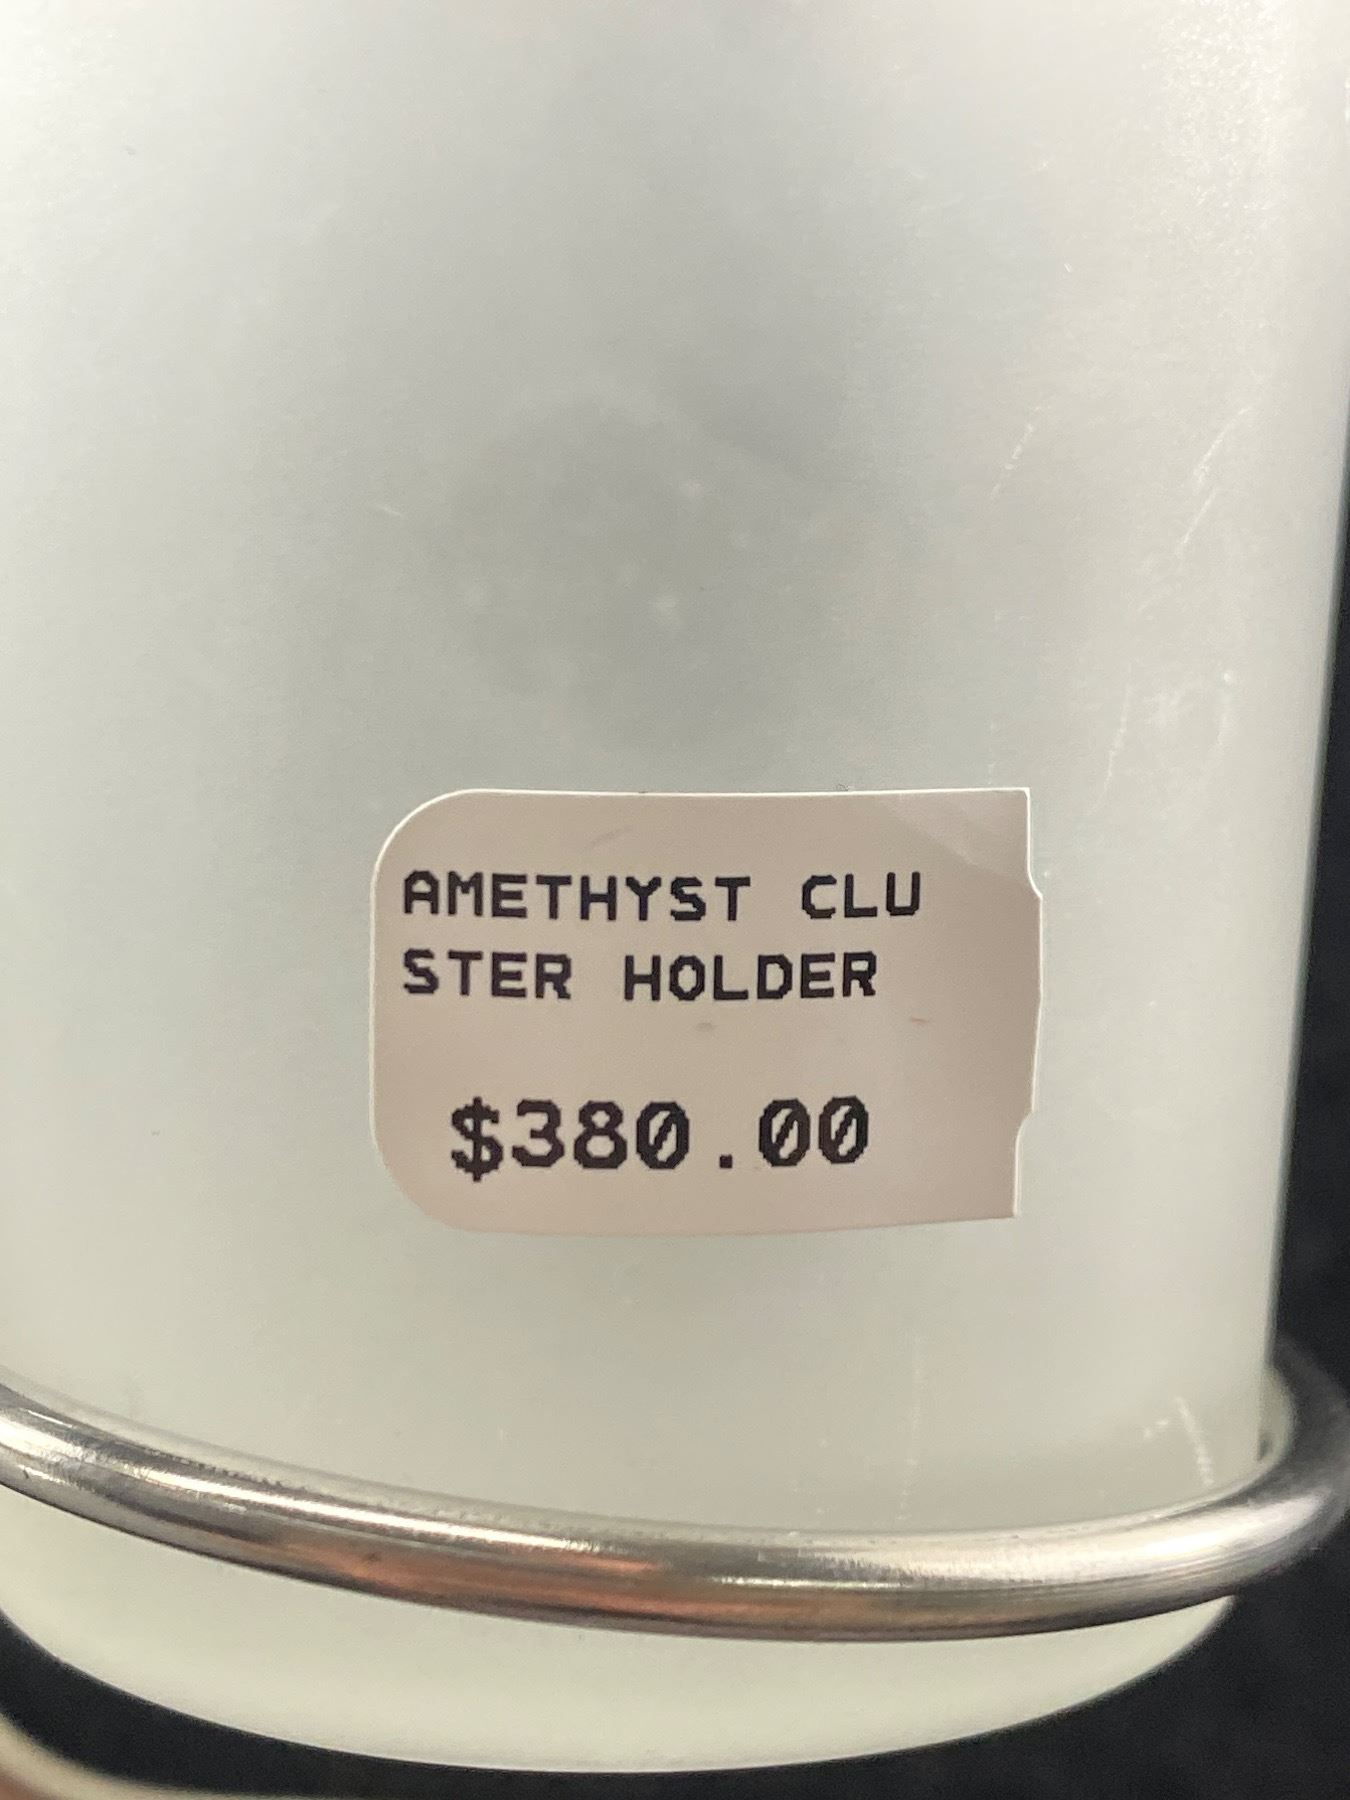 AMETHYST CLU
STER HOLDER
$380.00